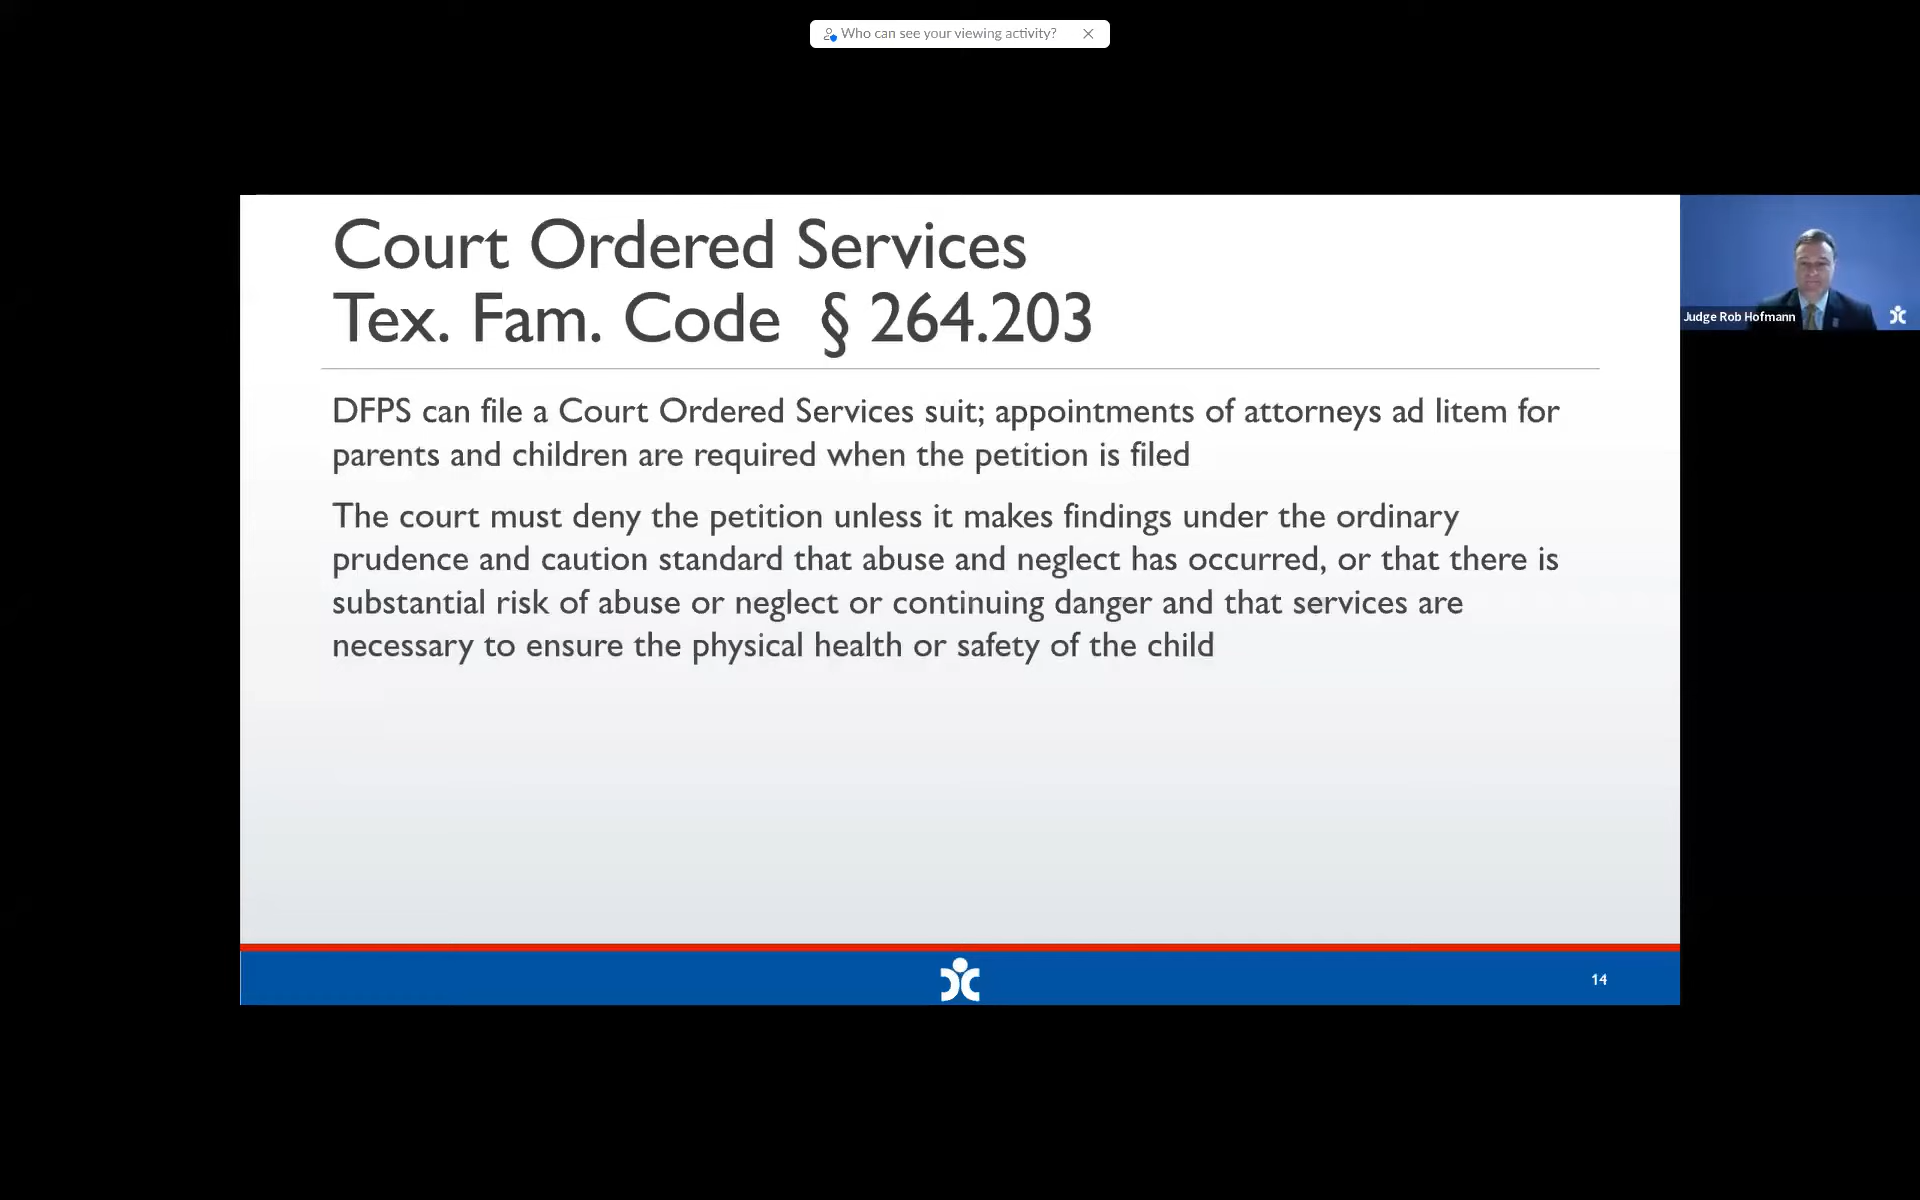 Who can see your viewing activity?
Court Ordered Services
Tex. Fam. Code § 264.203
DFPS can file a Court Ordered Services suit; appointments of attorneys ad litem for
parents and children are required when the petition is filed
The court must deny the petition unless it makes findings under the ordinary
prudence and caution standard that abuse and neglect has occurred, or that there is
substantial risk of abuse or neglect or continuing danger and that services are
necessary to ensure the physical health or safety of the child
14
Judge Rob Hofmann